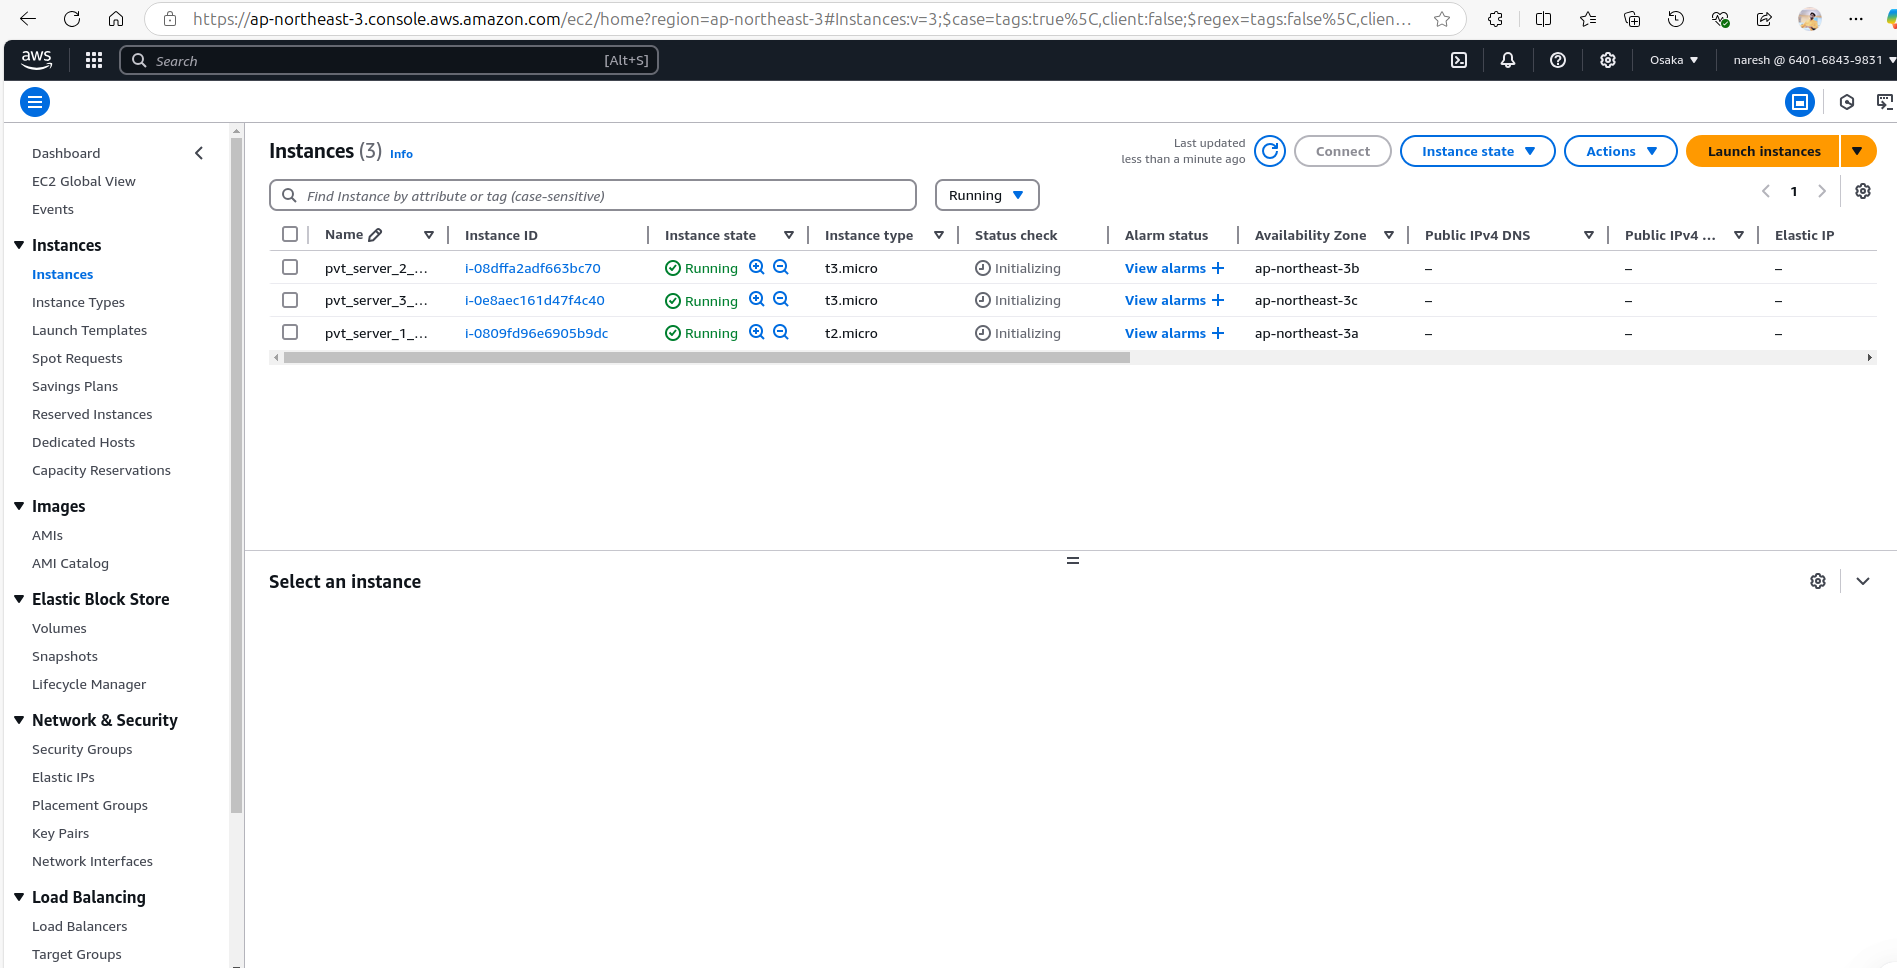 https://ap-northeast-3.console.aws.amazon.com/ec2/home?region=ap-northeast-3#Instances:v=3;$case=tags:true%5C,client:false;$regex=tags:false%5C,clien...
aws
Search [Alt+S]
Osaka
naresh @ 6401-6843-9831
Dashboard
EC2 Global View
Events
Instances
Instances
Instance Types
Launch Templates
Spot Requests
Savings Plans
Reserved Instances
Dedicated Hosts
Capacity Reservations
Images
AMIs
AMI Catalog
Elastic Block Store
Volumes
Snapshots
Lifecycle Manager
Network & Security
Security Groups
Elastic IPs
Placement Groups
Key Pairs
Network Interfaces
Load Balancing
Load Balancers
Target Groups
Instances (3) Info
Last updated
less than a minute ago
Connect Instance state Actions Launch instances
Find Instance by attribute or tag (case-sensitive)
Running
1
Name Instance ID Instance state Instance type Status check Alarm status Availability Zone Public IPv4 DNS Public IPv4 ... Elastic IP
pvt_server_2_... i-08dffa2adf663bc70 Running t3.micro Initializing View alarms + ap-northeast-3b – – –
pvt_server_3_... i-0e8aec161d47f4c40 Running t3.micro Initializing View alarms + ap-northeast-3c – – –
pvt_server_1_... i-0809fd96e6905b9dc Running t2.micro Initializing View alarms + ap-northeast-3a – – –
Select an instance